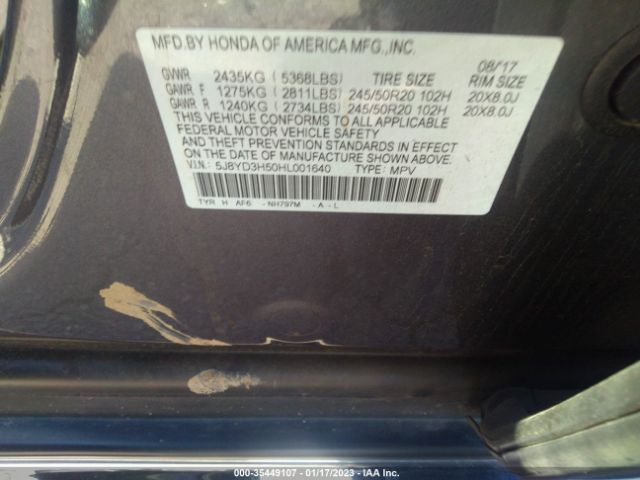 MFD.BY HONDA OF AMERICA MFG.,INC.
08/17
GVWR 2435KG ( 5368LBS) TIRE SIZE RIM SIZE
GAWR F 1275KG ( 2811LBS) 245/50R20 102H 20X8.0J
GAWR R 1240KG ( 2734LBS) 245/50R20 102H 20X8.0J
THIS VEHICLE CONFORMS TO ALL APPLICABLE
FEDERAL MOTOR VEHICLE SAFETY
AND THEFT PREVENTION STANDARDS IN EFFECT
ON THE DATE OF MANUFACTURE SHOWN ABOVE.
V.I.N.: 5J8YD3H50HL001640 TYPE: MPV
TYR H AF6 - NH797M - A - L
000-35449107 - 01/17/2023 - IAA Inc.